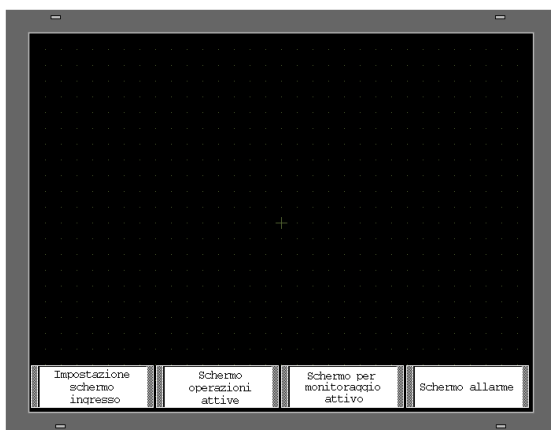 Impostazione
schermo
ingresso
Schermo
operazioni
attive
Schermo per
monitoraggio
attivo
Schermo allarme